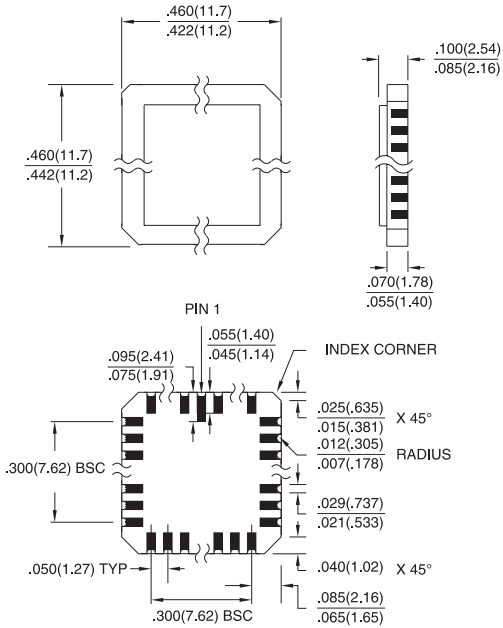 .460(11.7)
.422(11.2)
.100(2.54)
.085(2.16)
.460(11.7)
.442(11.2)
.070(1.78)
.055(1.40)
PIN 1
.055(1.40)
.045(1.14)
INDEX CORNER
.095(2.41)
.075(1.91)
.025(.635)
.015(.381)
X 45°
.012(.305)
.007(.178)
RADIUS
.300(7.62) BSC
.029(.737)
.021(.533)
.050(1.27) TYP
.040(1.02) X 45°
.085(2.16)
.065(1.65)
.300(7.62) BSC